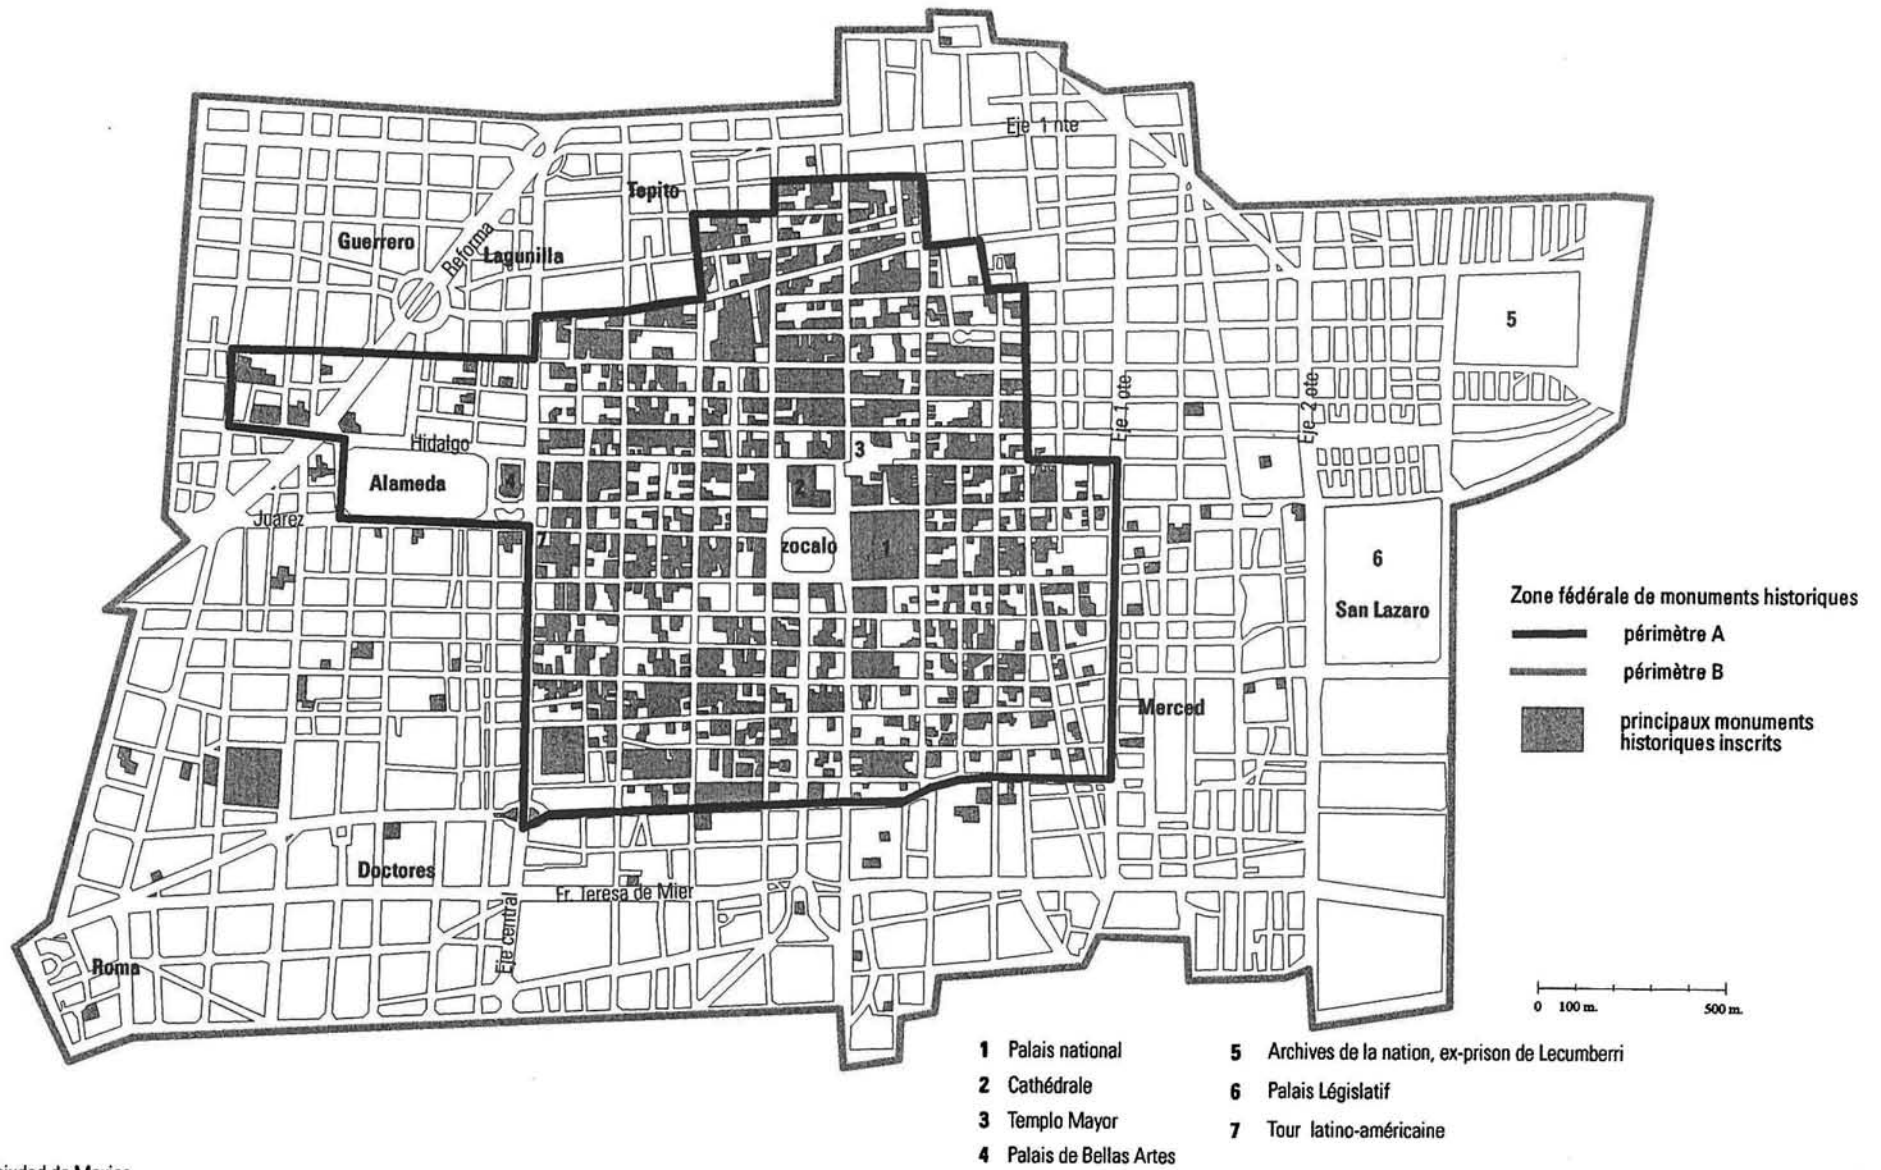 Eje 1 nte
Tepito
Guerrero
Reforma
Lagunilla
5
Eje 1 ote
Eje 2 ote
Hidalgo
3
Alameda
4
2
Juarez
7
zocalo
1
6
San Lazaro
Zone fédérale de monuments historiques
périmètre A
périmètre B
Merced
principaux monuments
historiques inscrits
Doctores
Fr. Teresa de Mier
Eje central
Roma
0 100 m. 500 m.
1 Palais national
2 Cathédrale
3 Templo Mayor
4 Palais de Bellas Artes
5 Archives de la nation, ex-prison de Lecumberri
6 Palais Législatif
7 Tour latino-américaine